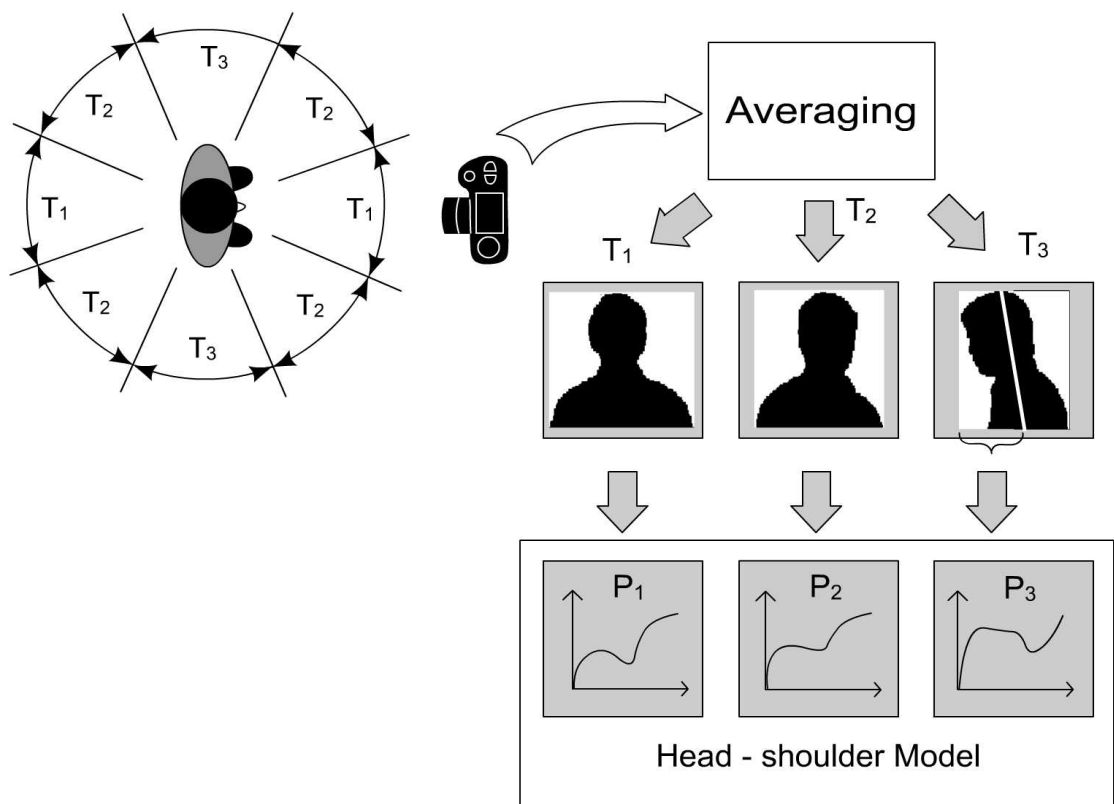 T₃
T₂
T₂
T₁
T₁
T₂
T₂
T₃
Averaging
T₁
T₂
T₃
P₁
P₂
P₃
Head - shoulder Model